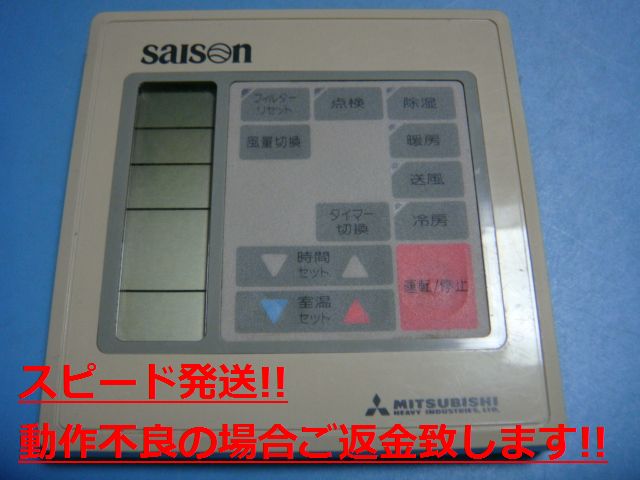 saison
フィルター
リセット
点検
除湿
風量切換
暖房
送風
タイマー
切換
冷房
時間
セット
室温
セット
運転/停止
スピード発送!!
MITSUBISHI
HEAVY INDUSTRIES, LTD.
動作不良の場合ご返金致します!!